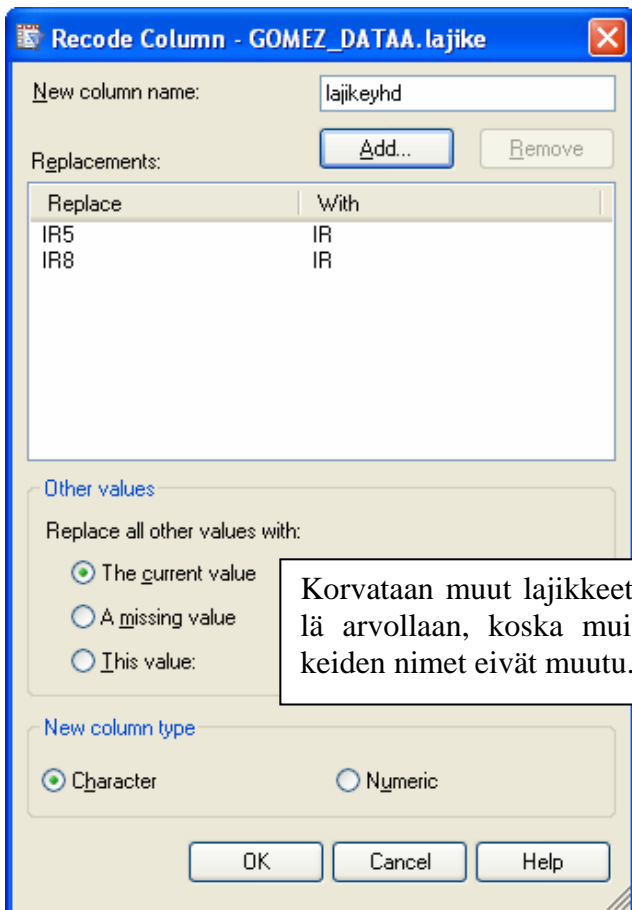 Recode Column - GOMEZ_DATAA.lajike
New column name: lajikeyhd
Add... Remove
Replacements:
Replace With
IR5 IR
IR8 IR
Other values
Replace all other values with:
The current value
A missing value
This value:
Korvataan muut lajikkeet
lä arvollaan, koska mui
keiden nimet eivät muutu.
New column type
Character Numeric
OK Cancel Help